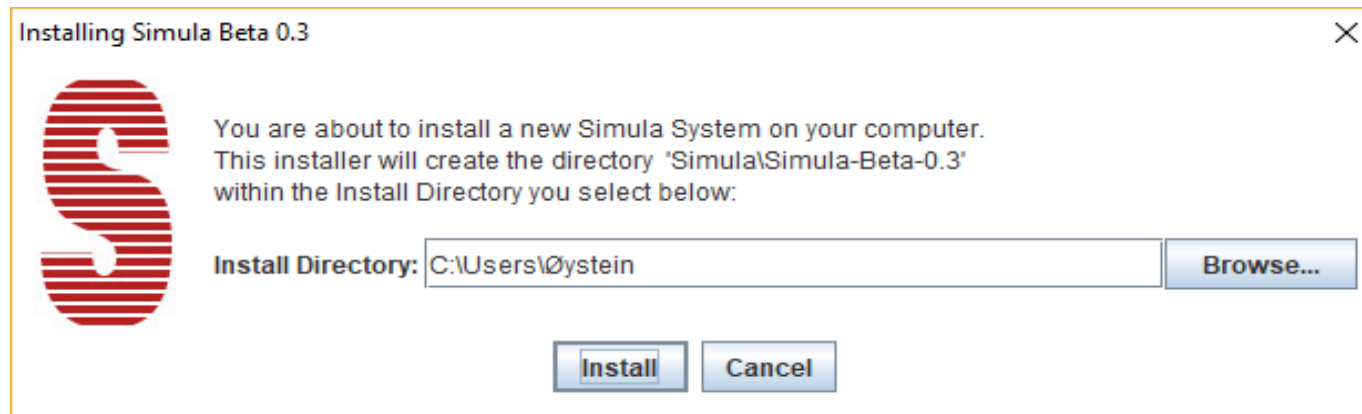 Installing Simula Beta 0.3
S
You are about to install a new Simula System on your computer.
This installer will create the directory 'Simula\Simula-Beta-0.3'
within the Install Directory you select below:
Install Directory: C:\Users\Øystein Browse...
Install Cancel